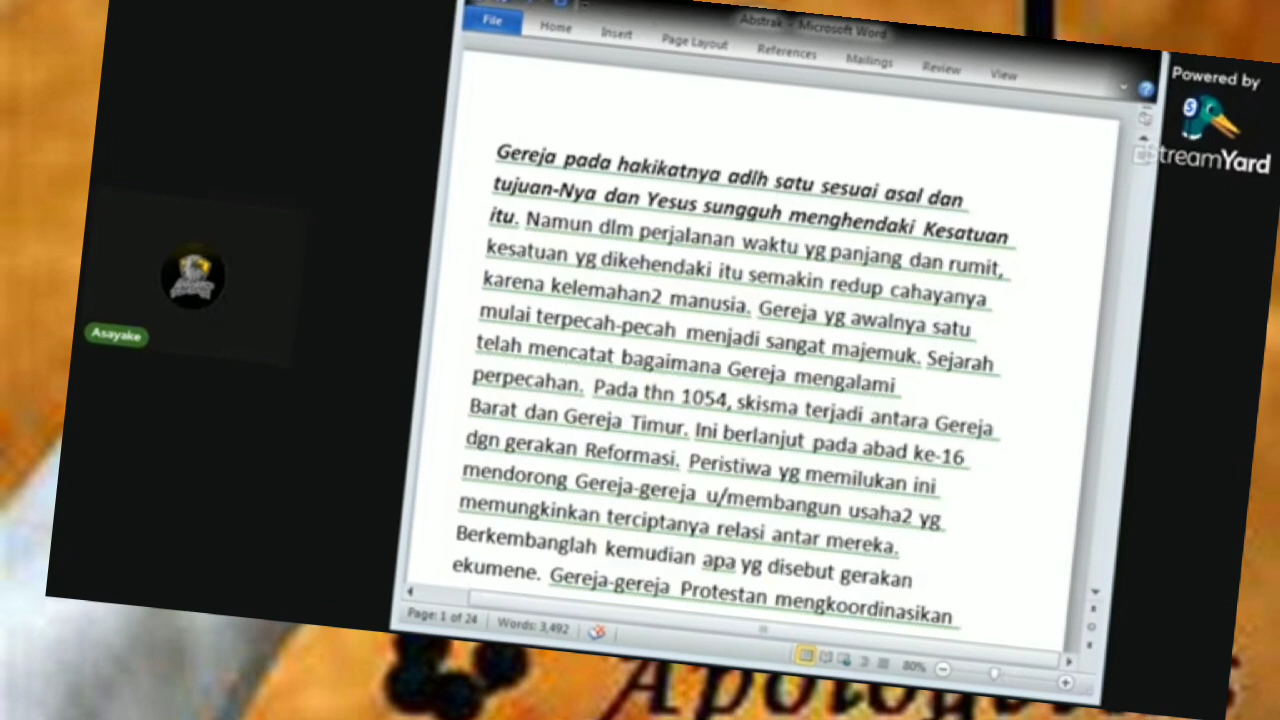 Abstrak - Microsoft Word
File Home Insert Page Layout References Mailings Review View
Powered by
StreamYard
Gereja pada hakikatnya adlh satu sesuai asal dan
tujuan-Nya dan Yesus sungguh menghendaki Kesatuan
itu. Namun dlm perjalanan waktu yg panjang dan rumit,
kesatuan yg dikehendaki itu semakin redup cahayanya
karena kelemahan2 manusia. Gereja yg awalnya satu
mulai terpecah-pecah menjadi sangat majemuk. Sejarah
telah mencatat bagaimana Gereja mengalami
perpecahan. Pada thn 1054, skisma terjadi antara Gereja
Barat dan Gereja Timur. Ini berlanjut pada abad ke-16
dgn gerakan Reformasi. Peristiwa yg memilukan ini
mendorong Gereja-gereja u/membangun usaha2 yg
memungkinkan terciptanya relasi antar mereka.
Berkembanglah kemudian apa yg disebut gerakan
ekumene. Gereja-gereja Protestan mengkoordinasikan
Asayake
Page: 1 of 24 Words: 3,492 80%